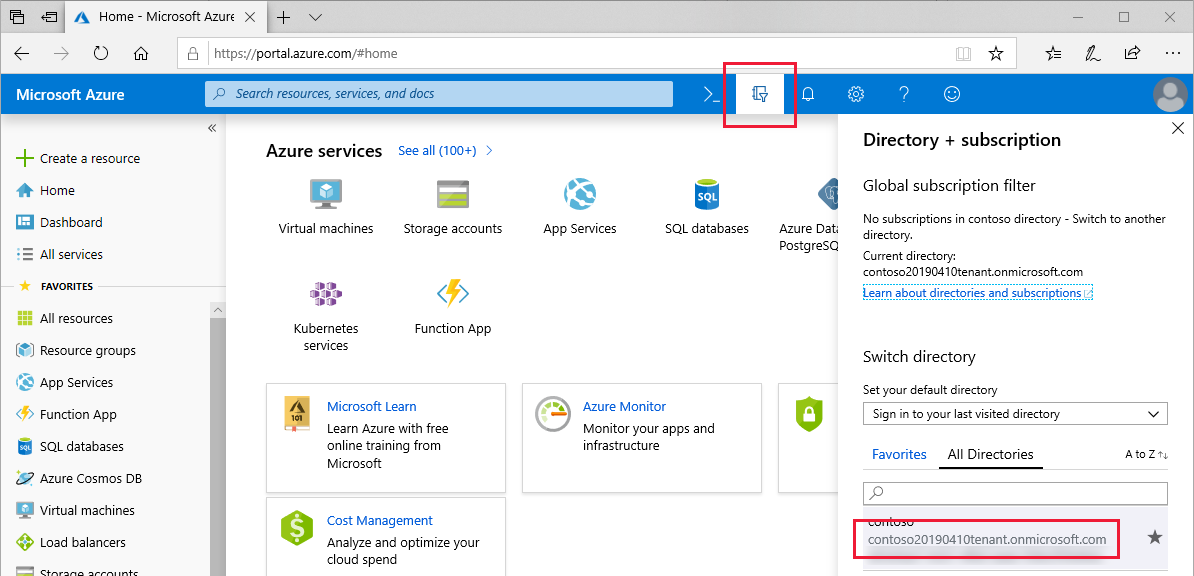 Home - Microsoft Azure
https://portal.azure.com/#home
Microsoft Azure
Search resources, services, and docs
Create a resource
Home
Dashboard
All services
FAVORITES
All resources
Resource groups
App Services
Function App
SQL databases
Azure Cosmos DB
Virtual machines
Load balancers
Storage accounts
Azure services
See all (100+)
Virtual machines
Storage accounts
SQL
App Services
SQL databases
Azure Data
PostgreSQ
Kubernetes
services
Function App
101
Microsoft Learn
Learn Azure with free
online training from
Microsoft
Azure Monitor
Monitor your apps and
infrastructure
Cost Management
Analyze and optimize your
cloud spend
Directory + subscription
Global subscription filter
No subscriptions in contoso directory - Switch to another
directory.
Current directory:
contoso20190410tenant.onmicrosoft.com
Learn about directories and subscriptions
Switch directory
Set your default directory
Sign in to your last visited directory
Favorites
All Directories
A to Z
contoso
contoso20190410tenant.onmicrosoft.com